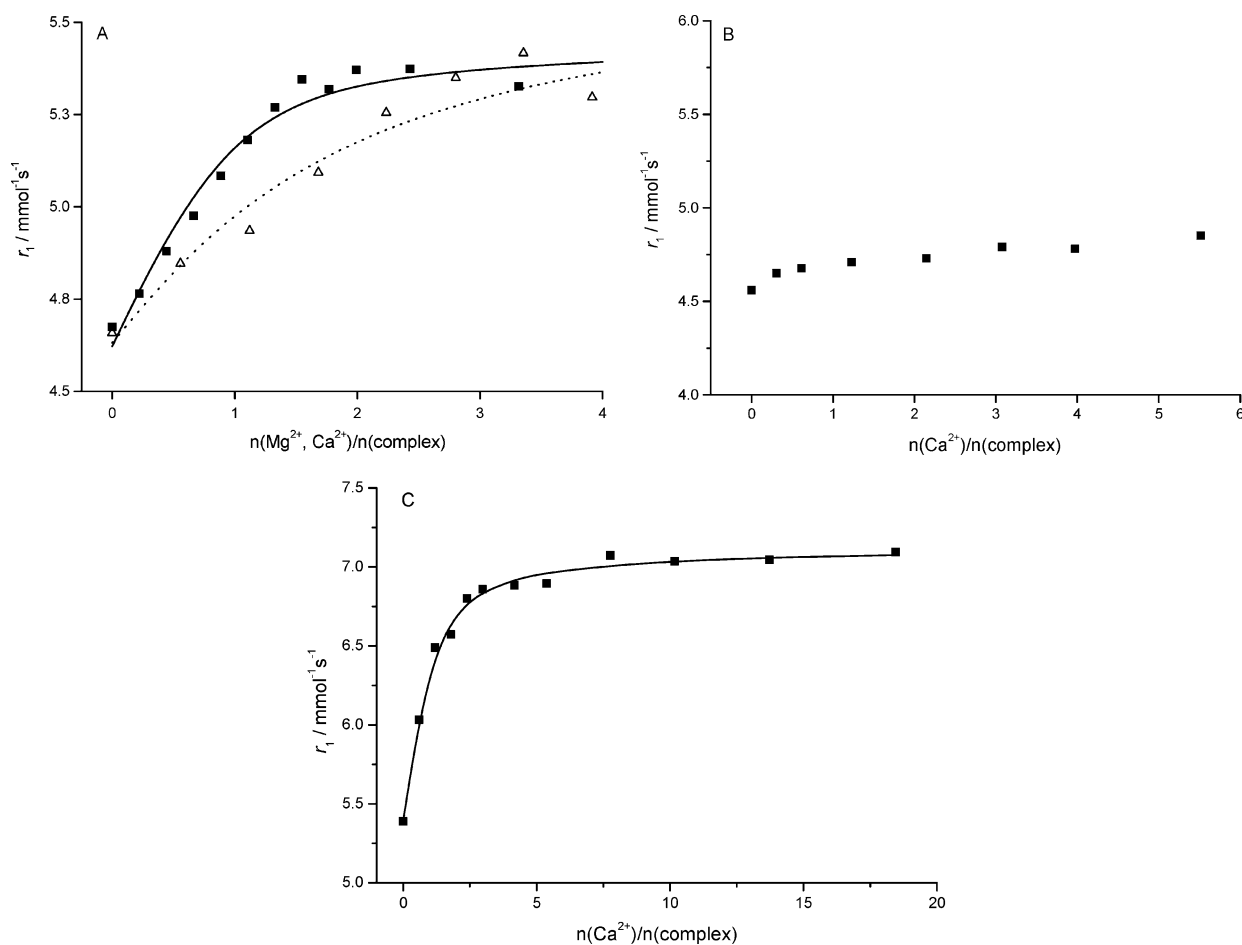 A
5.5
5.3
5.0
4.8
4.5
r₁ / mmol⁻¹s⁻¹
0 1 2 3 4
n(Mg²⁺, Ca²⁺)/n(complex)
B
6.0
5.5
5.0
4.5
4.0
r₁ / mmol⁻¹s⁻¹
0 1 2 3 4 5 6
n(Ca²⁺)/n(complex)
C
7.5
7.0
6.5
6.0
5.5
5.0
r₁ / mmol⁻¹s⁻¹
0 5 10 15 20
n(Ca²⁺)/n(complex)